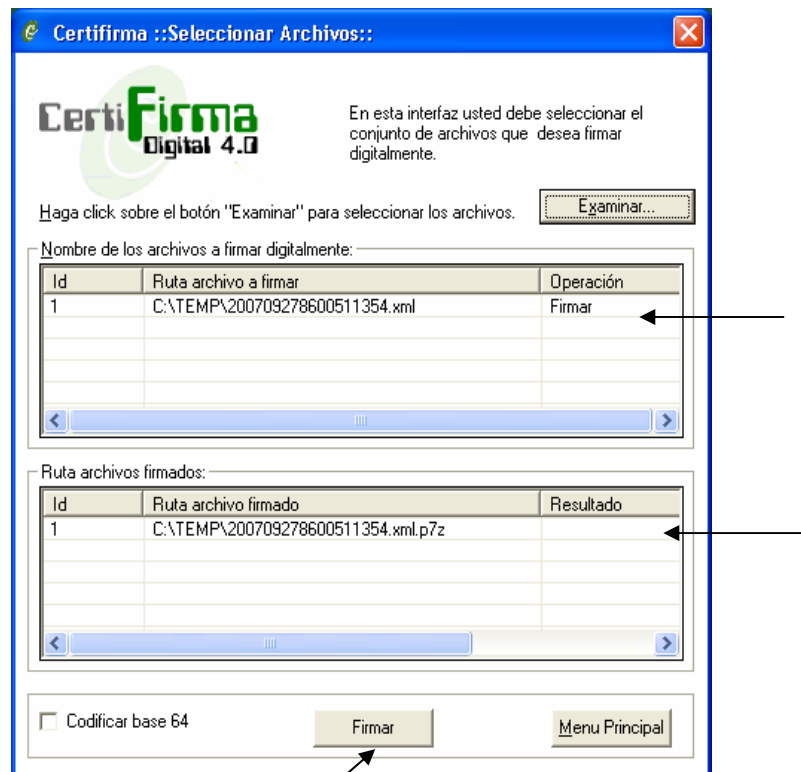 Certifirma ::Seleccionar Archivos::
CertiFirma
Digital 4.0
En esta interfaz usted debe seleccionar el
conjunto de archivos que desea firmar
digitalmente.
Haga click sobre el botón "Examinar" para seleccionar los archivos.
Examinar...
Nombre de los archivos a firmar digitalmente:
Id Ruta archivo a firmar Operación
1 C:\TEMP\200709278600511354.xml Firmar
Ruta archivos firmados:
Id Ruta archivo firmado Resultado
1 C:\TEMP\200709278600511354.xml.p7z
Codificar base 64
Firmar
Menu Principal